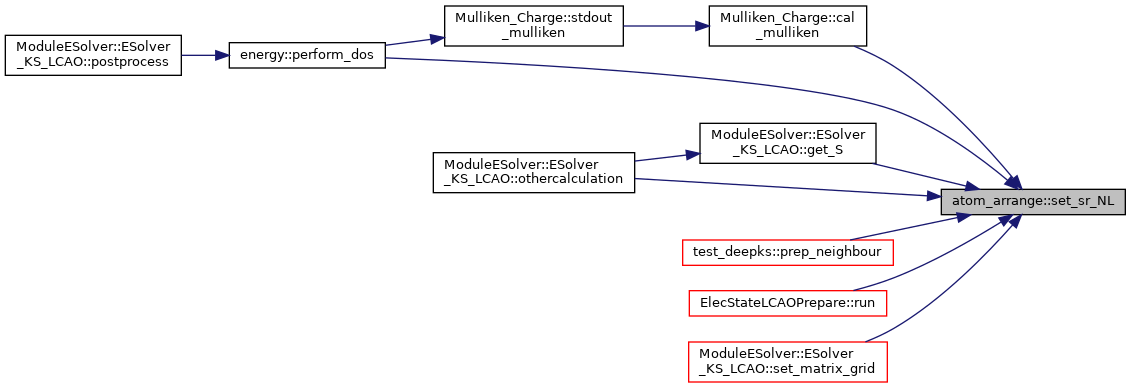 Mulliken_Charge::stdout
_mulliken
Mulliken_Charge::cal
_mulliken
ModuleESolver::ESolver
_KS_LCAO::postprocess
energy::perform_dos
ModuleESolver::ESolver
_KS_LCAO::get_S
ModuleESolver::ESolver
_KS_LCAO::othercalculation
atom_arrange::set_sr_NL
test_deepks::prep_neighbour
ElecStateLCAOPrepare::run
ModuleESolver::ESolver
_KS_LCAO::set_matrix_grid